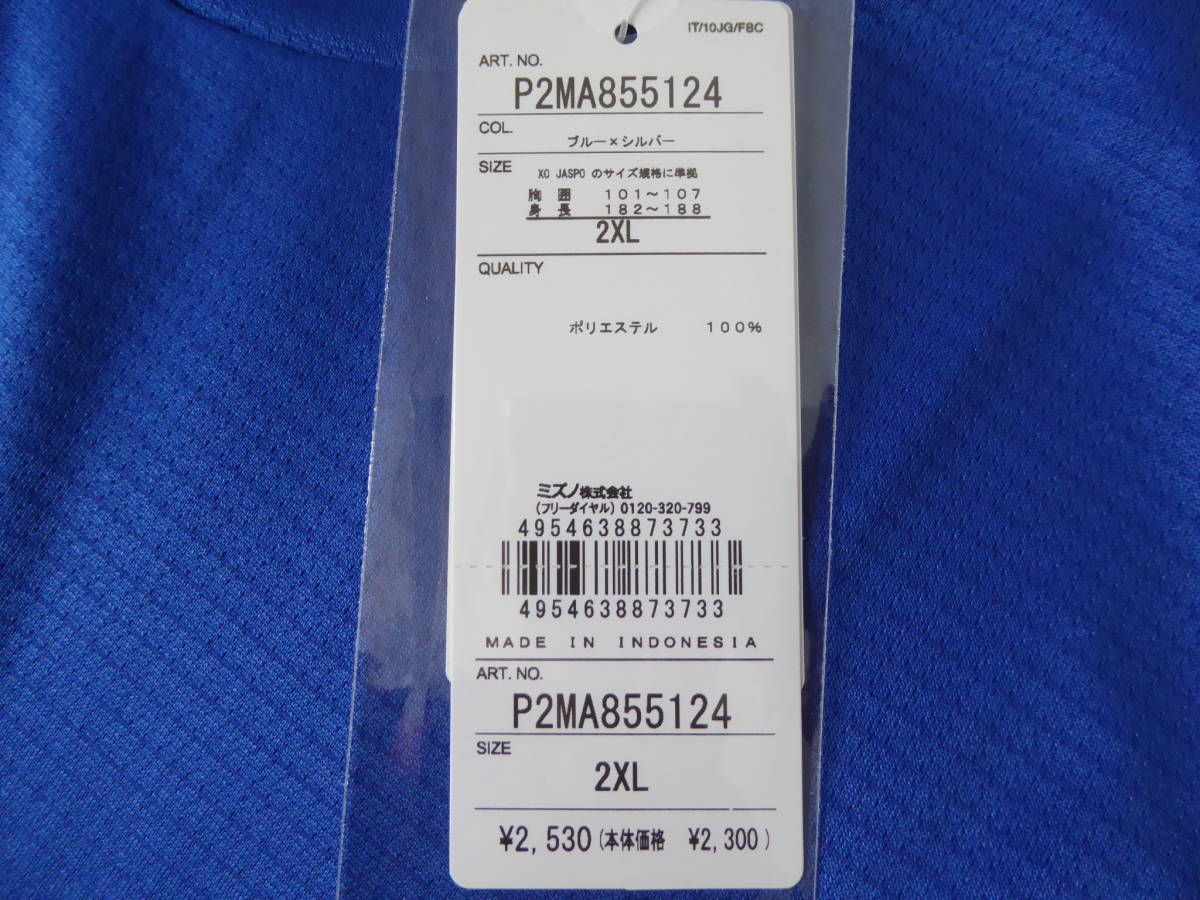 IT/10JG/F8C
ART. NO.
P2MA855124
COL.
ブルー×シルバー
SIZE XO JASPO のサイズ規格に準拠
胸 囲 101～107
身 長 182～188
2XL
QUALITY
ポリエステル 100%
ミズノ株式会社
(フリーダイヤル) 0120-320-799
4954638873733
4954638873733
MADE IN INDONESIA
ART. NO.
P2MA855124
SIZE
2XL
¥2,530 (本体価格 ¥2,300)